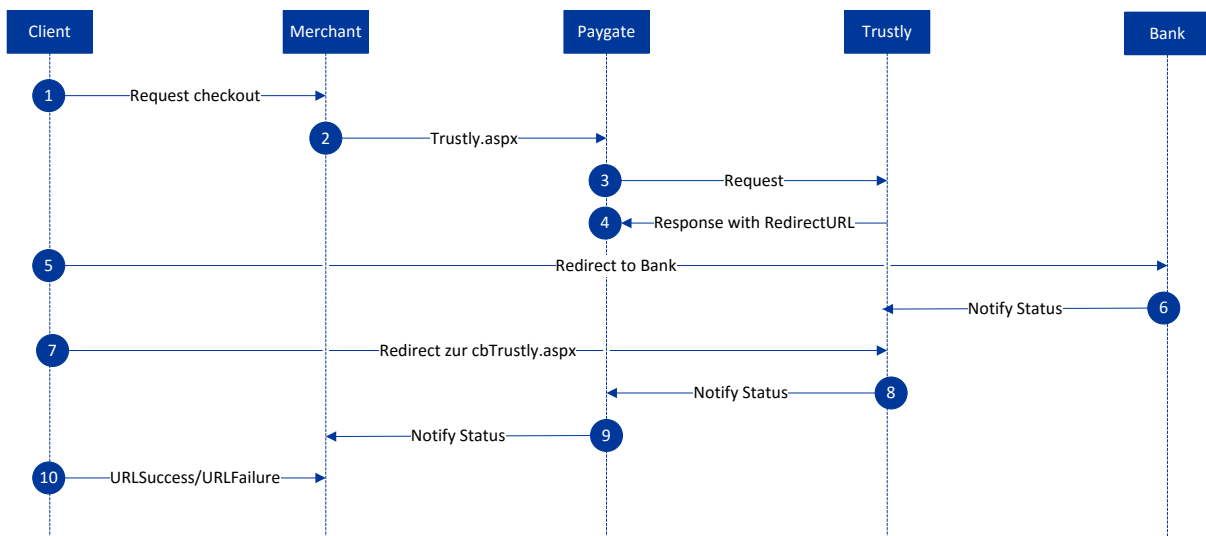 Client
Merchant
Paygate
Trustly
Bank
1 Request checkout
2 Trustly.aspx
3 Request
4 Response with RedirectURL
5 Redirect to Bank
Notify Status 6
7 Redirect zur cbTrustly.aspx
Notify Status 8
Notify Status 9
10 URLSuccess/URLFailure